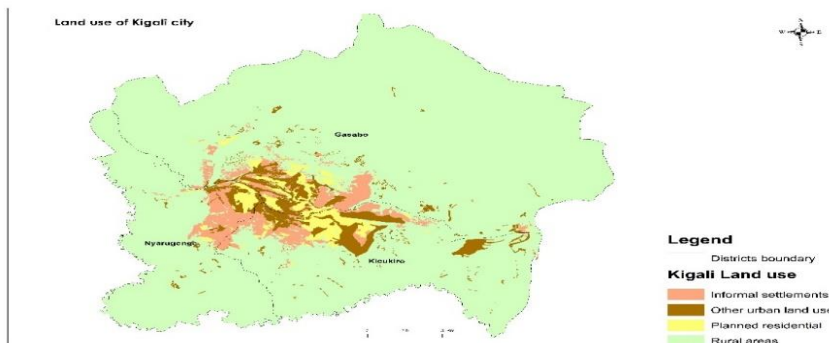 Land use of Kigali city
W E
Gasabo
Nyarugenge
Kicukiro
Legend
Districts boundary
Kigali Land use
Informal settlements
Other urban land use
Planned residential
Rural areas